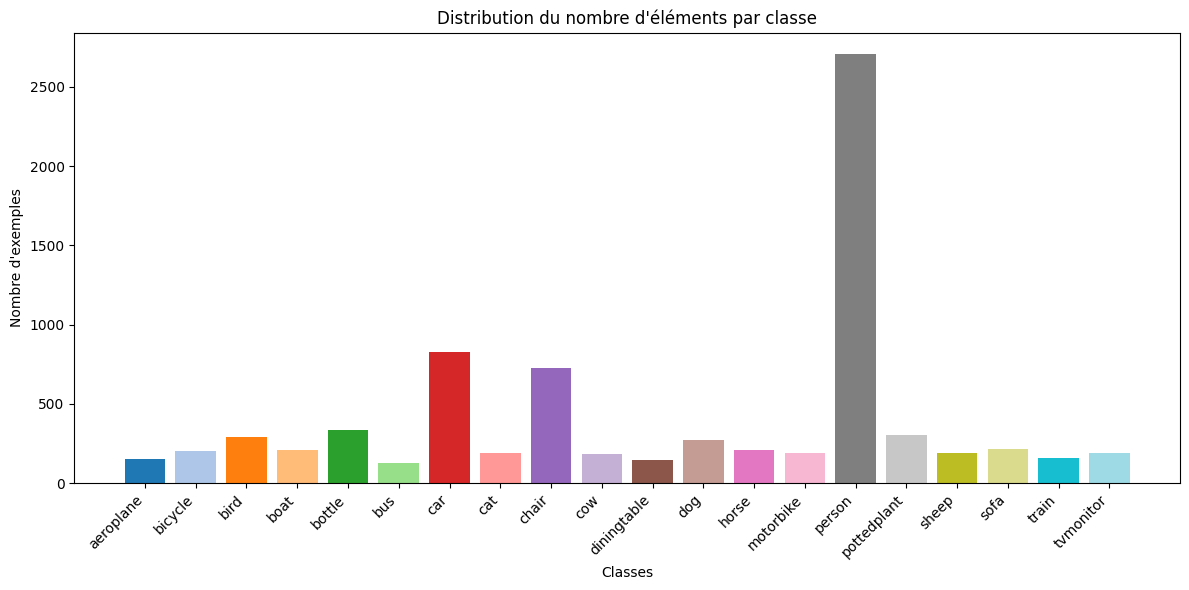 Distribution du nombre d'éléments par classe
Nombre d'exemples
2500
2000
1500
1000
500
0
aeroplane
bicycle
bird
boat
bottle
bus
car
cat
chair
cow
diningtable
dog
horse
motorbike
person
pottedplant
sheep
sofa
train
tvmonitor
Classes